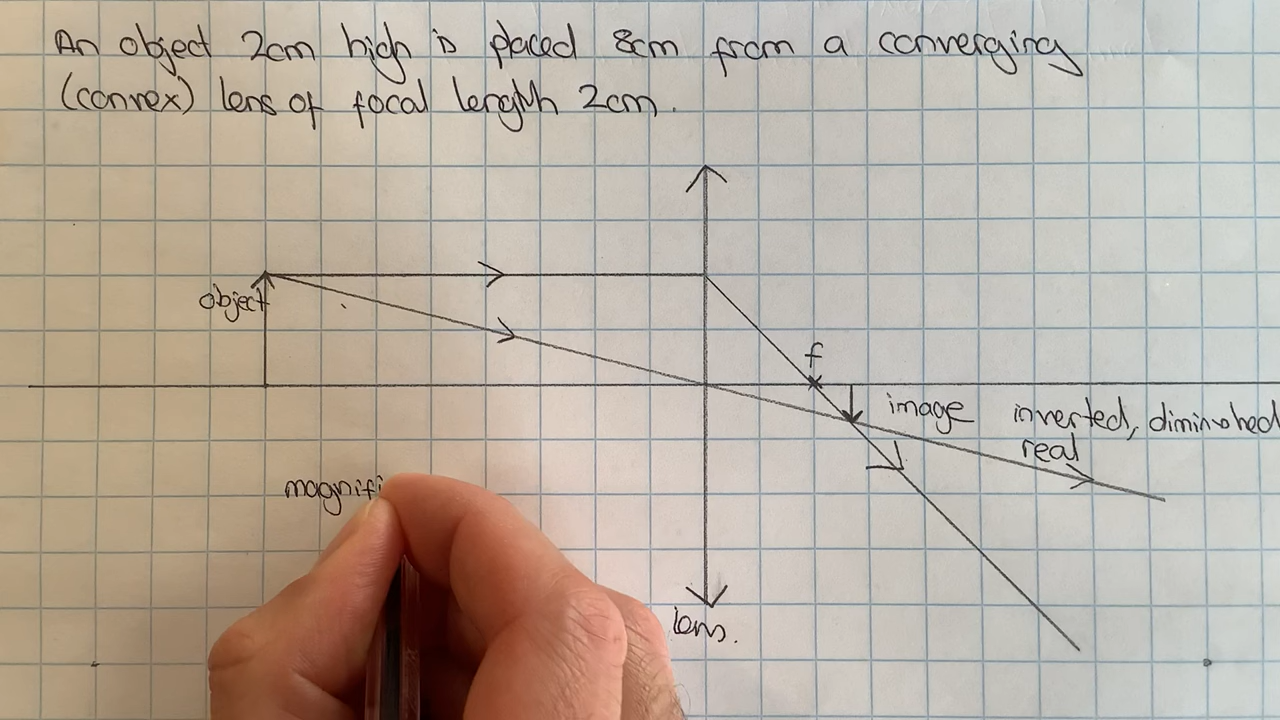 An object 2cm high is placed 8cm from a converging
(convex) lens of focal length 2cm.
object
f
image inverted, diminished
real
magnifi
lens.